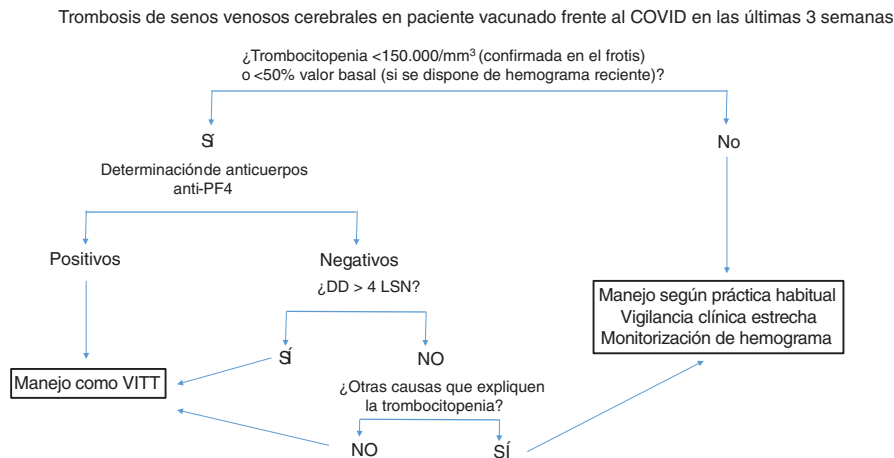 Trombosis de senos venosos cerebrales en paciente vacunado frente al COVID en las últimas 3 semanas
¿Trombocitopenia <150.000/mm³ (confirmada en el frotis)
o <50% valor basal (si se dispone de hemograma reciente)?
Sí
No
Determinaciónde anticuerpos
anti-PF4
Positivos
Negativos
¿DD > 4 LSN?
Manejo según práctica habitual
Vigilancia clínica estrecha
Monitorización de hemograma
SÍ
NO
Manejo como VITT
¿Otras causas que expliquen
la trombocitopenia?
NO
SÍ